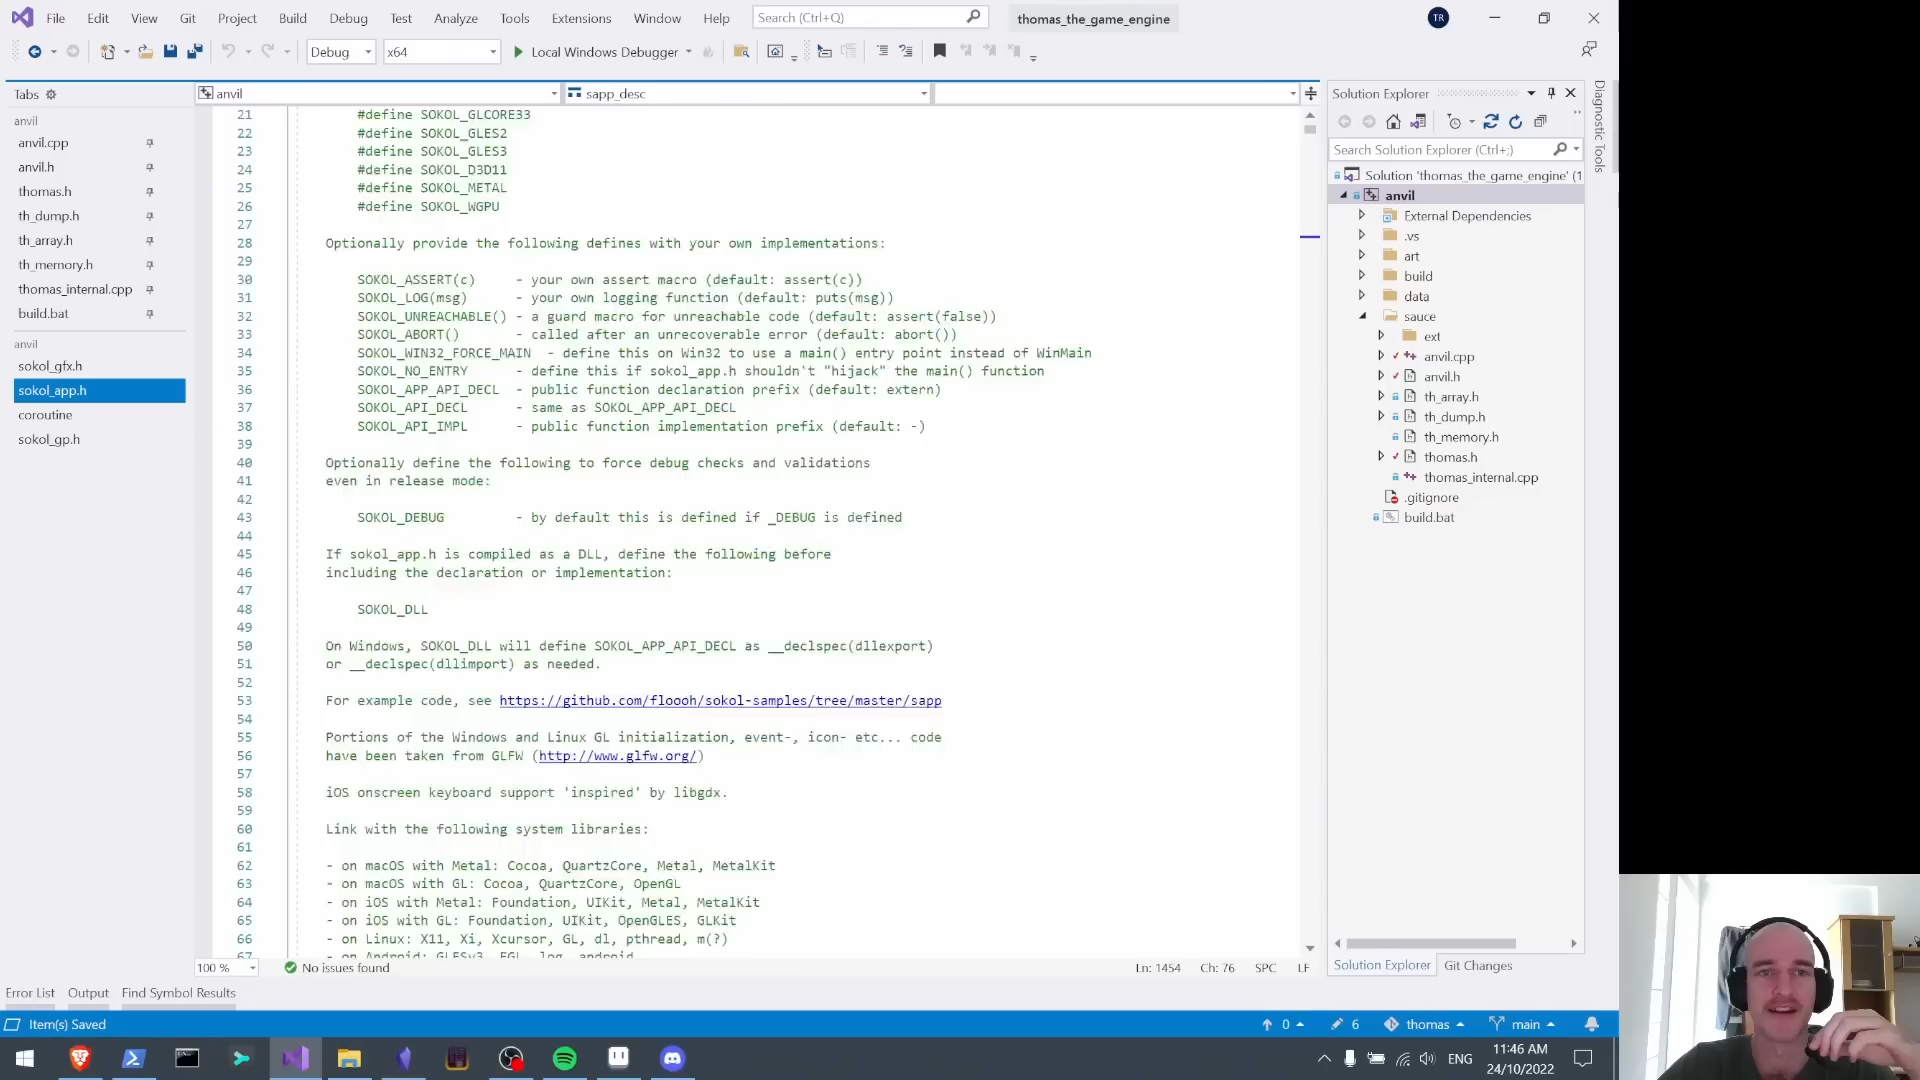 File Edit View Git Project Build Debug Test Analyze Tools Extensions Window Help Search (Ctrl+Q) thomas_the_game_engine TR
Debug x64 Local Windows Debugger
Tabs
anvil
anvil.cpp
anvil.h
thomas.h
th_dump.h
th_array.h
th_memory.h
thomas_internal.cpp
build.bat
anvil
sokol_gfx.h
sokol_app.h
coroutine
sokol_gp.h
anvil sapp_desc
21 #define SOKOL_GLCORE33
22 #define SOKOL_GLES2
23 #define SOKOL_GLES3
24 #define SOKOL_D3D11
25 #define SOKOL_METAL
26 #define SOKOL_WGPU
27
28 Optionally provide the following defines with your own implementations:
29
30 SOKOL_ASSERT(c) - your own assert macro (default: assert(c))
31 SOKOL_LOG(msg) - your own logging function (default: puts(msg))
32 SOKOL_UNREACHABLE() - a guard macro for unreachable code (default: assert(false))
33 SOKOL_ABORT() - called after an unrecoverable error (default: abort())
34 SOKOL_WIN32_FORCE_MAIN - define this on Win32 to use a main() entry point instead of WinMain
35 SOKOL_NO_ENTRY - define this if sokol_app.h shouldn't "hijack" the main() function
36 SOKOL_APP_API_DECL - public function declaration prefix (default: extern)
37 SOKOL_API_DECL - same as SOKOL_APP_API_DECL
38 SOKOL_API_IMPL - public function implementation prefix (default: -)
39
40 Optionally define the following to force debug checks and validations
41 even in release mode:
42
43 SOKOL_DEBUG - by default this is defined if _DEBUG is defined
44
45 If sokol_app.h is compiled as a DLL, define the following before
46 including the declaration or implementation:
47
48 SOKOL_DLL
49
50 On Windows, SOKOL_DLL will define SOKOL_APP_API_DECL as __declspec(dllexport)
51 or __declspec(dllimport) as needed.
52
53 For example code, see https://github.com/floooh/sokol-samples/tree/master/sapp
54
55 Portions of the Windows and Linux GL initialization, event-, icon- etc... code
56 have been taken from GLFW (http://www.glfw.org/)
57
58 iOS onscreen keyboard support 'inspired' by libgdx.
59
60 Link with the following system libraries:
61
62 - on macOS with Metal: Cocoa, QuartzCore, Metal, MetalKit
63 - on macOS with GL: Cocoa, QuartzCore, OpenGL
64 - on iOS with Metal: Foundation, UIKit, Metal, MetalKit
65 - on iOS with GL: Foundation, UIKit, OpenGLES, GLKit
66 - on Linux: X11, Xi, Xcursor, GL, dl, pthread, m(?)
67 - on Android: GLESv3, EGL, log, android
100 % No issues found Ln: 1454 Ch: 76 SPC LF
Solution Explorer
Search Solution Explorer (Ctrl+;)
Solution 'thomas_the_game_engine' (1
anvil
External Dependencies
.vs
art
build
data
sauce
ext
anvil.cpp
anvil.h
th_array.h
th_dump.h
th_memory.h
thomas.h
thomas_internal.cpp
.gitignore
build.bat
Solution Explorer Git Changes
Diagnostic Tools
Error List Output Find Symbol Results
Item(s) Saved 0 6 thomas main
ENG 11:46 AM
24/10/2022